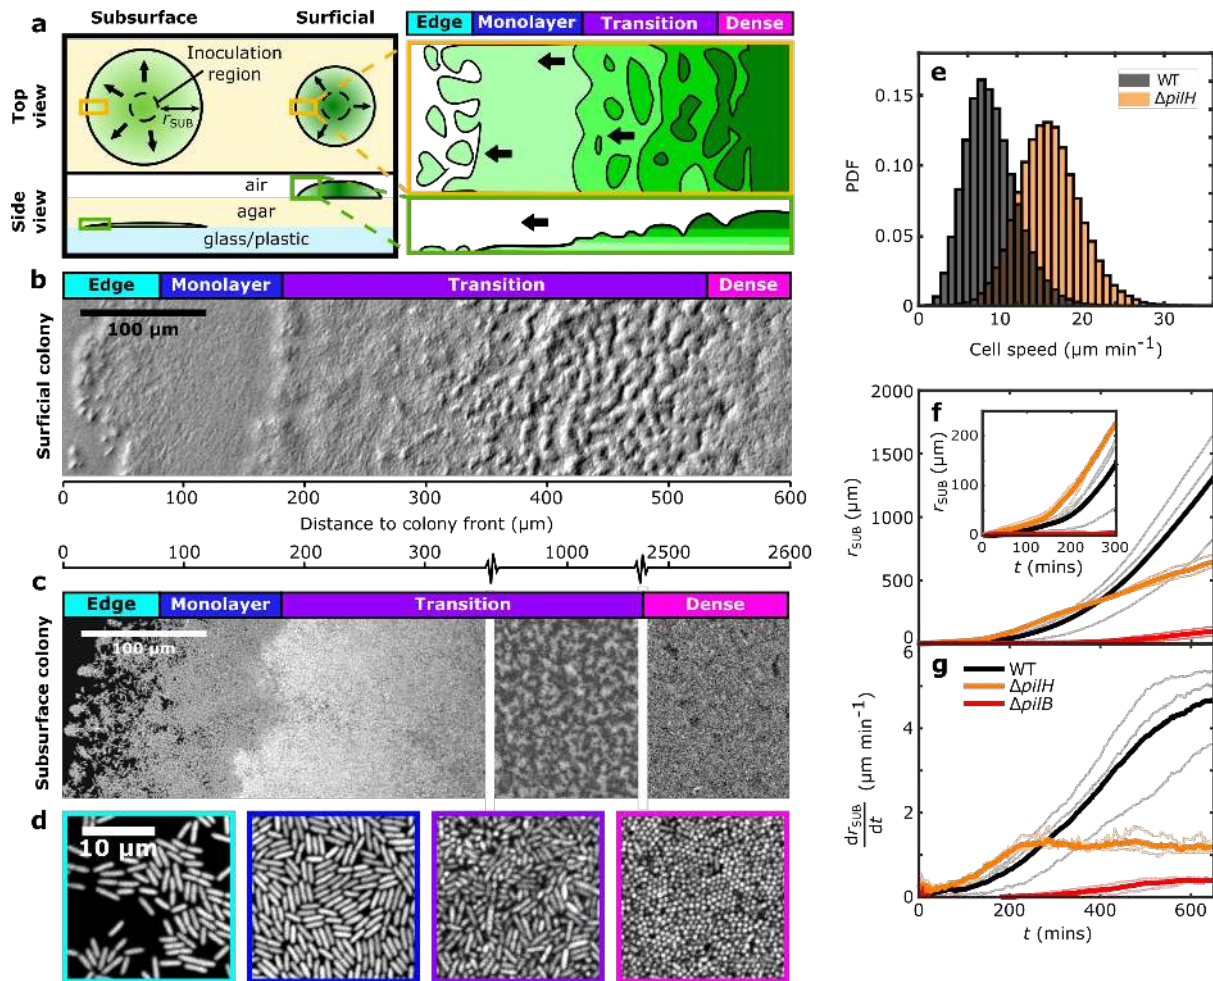 a
Subsurface
Surficial
Edge
Monolayer
Transition
Dense
Inoculation
region
rSUB
Top
view
Side
view
air
agar
glass/plastic
b
Edge
Monolayer
Transition
Dense
100 µm
Surficial colony
0
100
200
300
400
500
600
Distance to colony front (µm)
0
100
200
300
1000
2500
2600
c
Edge
Monolayer
Transition
Dense
100 µm
Subsurface colony
d
10 µm
e
WT
ΔpilH
PDF
0.15
0.10
0.05
0
0
10
20
30
Cell speed (µm min⁻¹)
f
2000
1500
1000
500
0
rSUB (µm)
200
100
0
rSUB (µm)
0
100
200
300
t (mins)
g
WT
ΔpilH
ΔpilB
6
4
2
0
drSUB
dt
(µm min⁻¹)
0
200
400
600
t (mins)